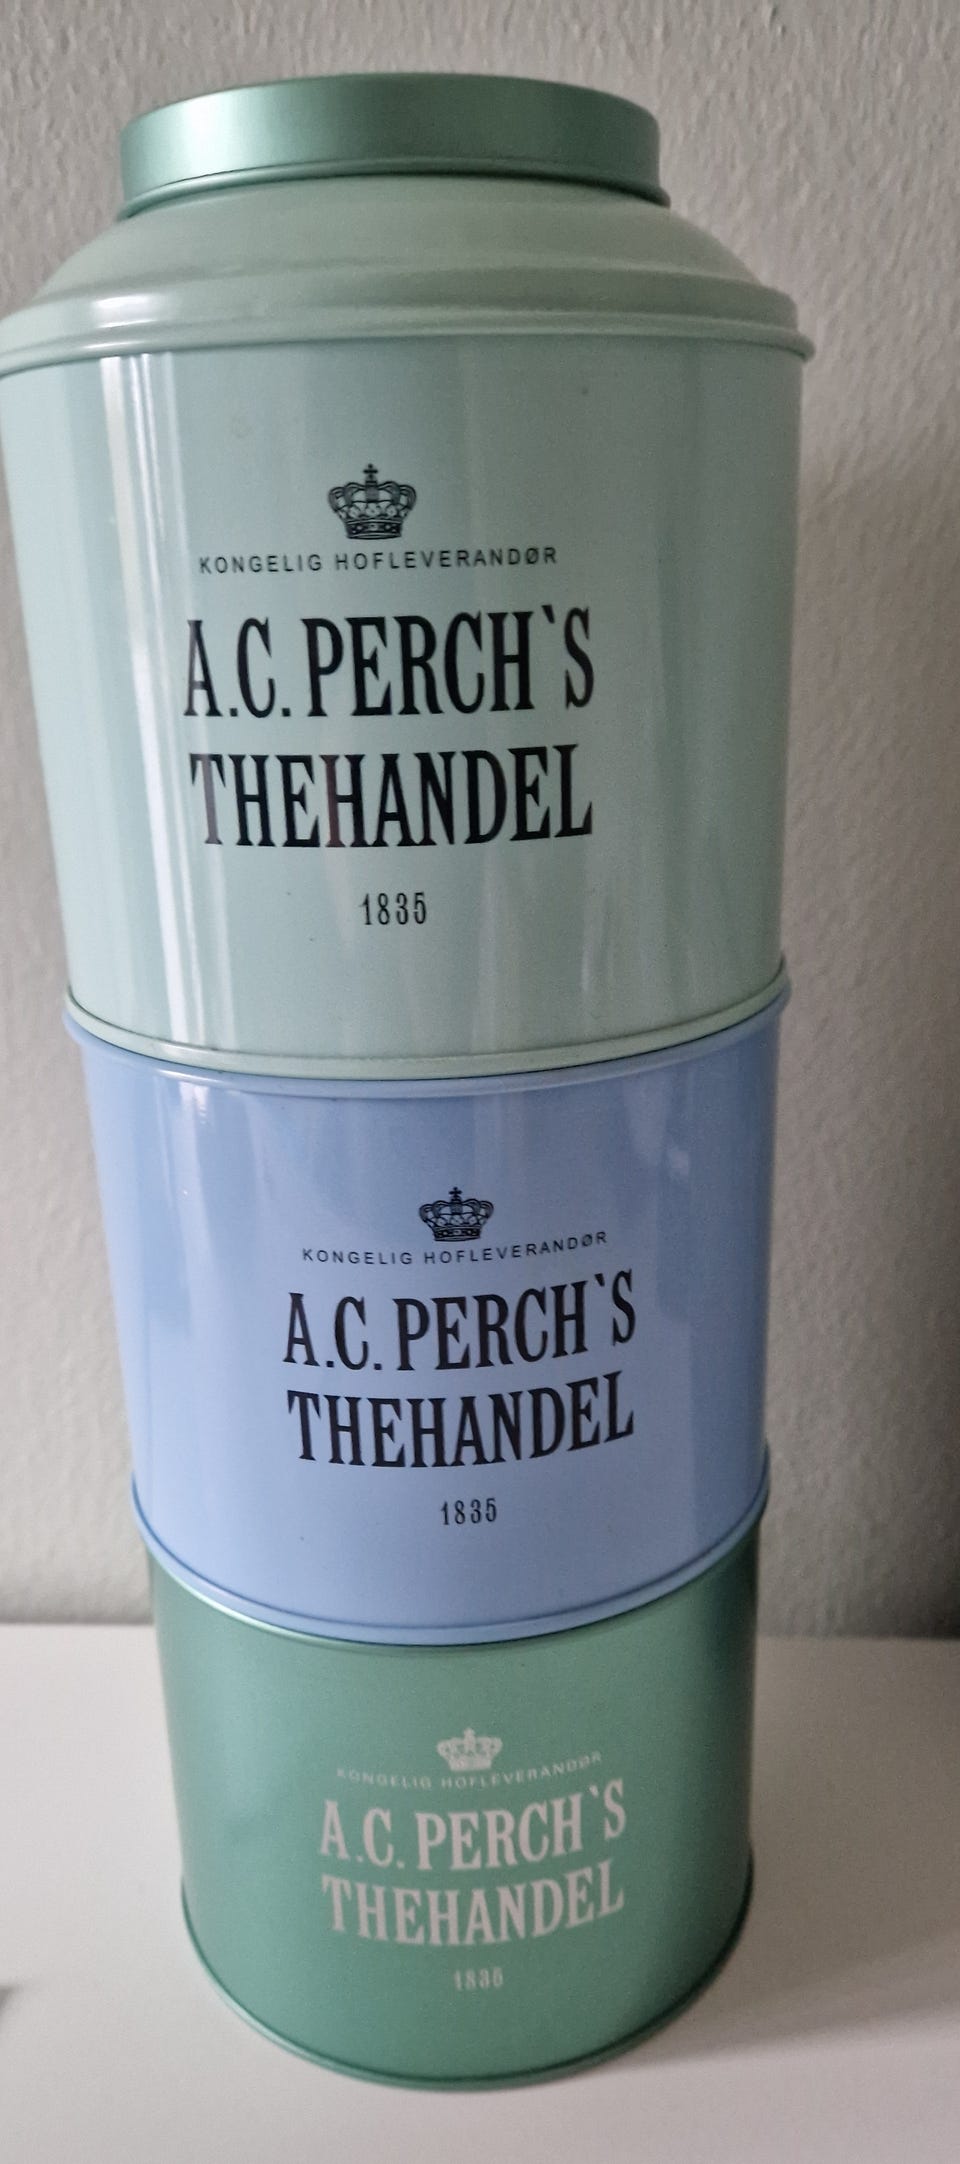 KONGELIG HOFLEVERANDØR
A.C. PERCH`S
THEHANDEL
1835
KONGELIG HOFLEVERANDØR
A.C. PERCH`S
THEHANDEL
1835
KONGELIG HOFLEVERANDØR
A.C. PERCH`S
THEHANDEL
1835